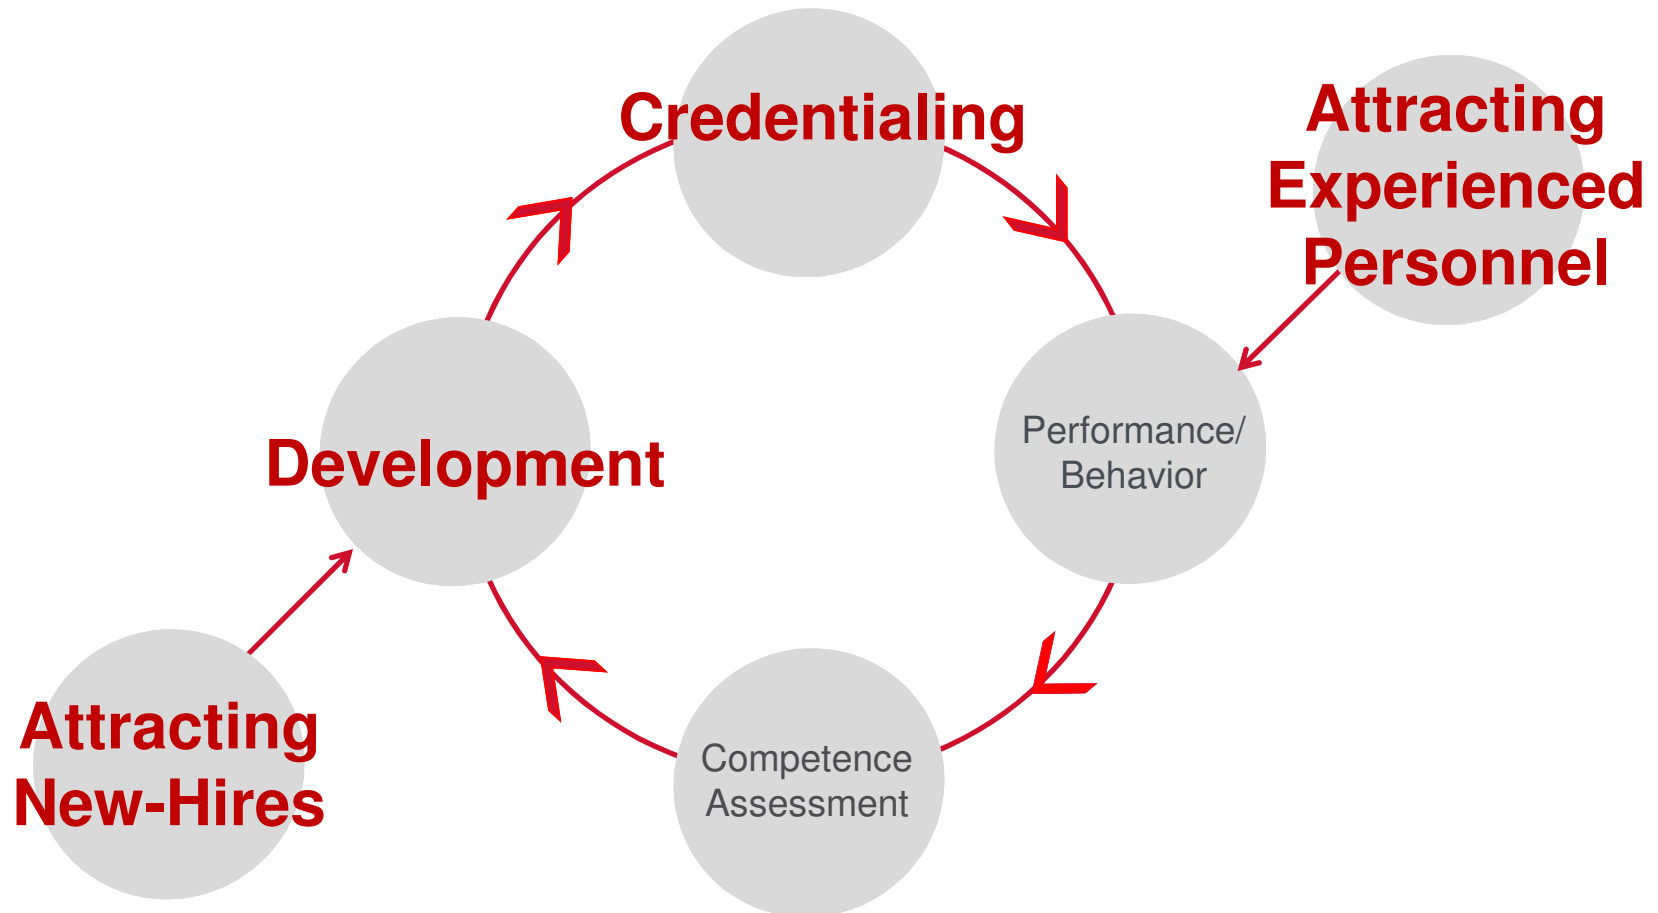 Credentialing
Attracting
Experienced
Personnel
Performance/
Behavior
Development
Attracting
New-Hires
Competence
Assessment